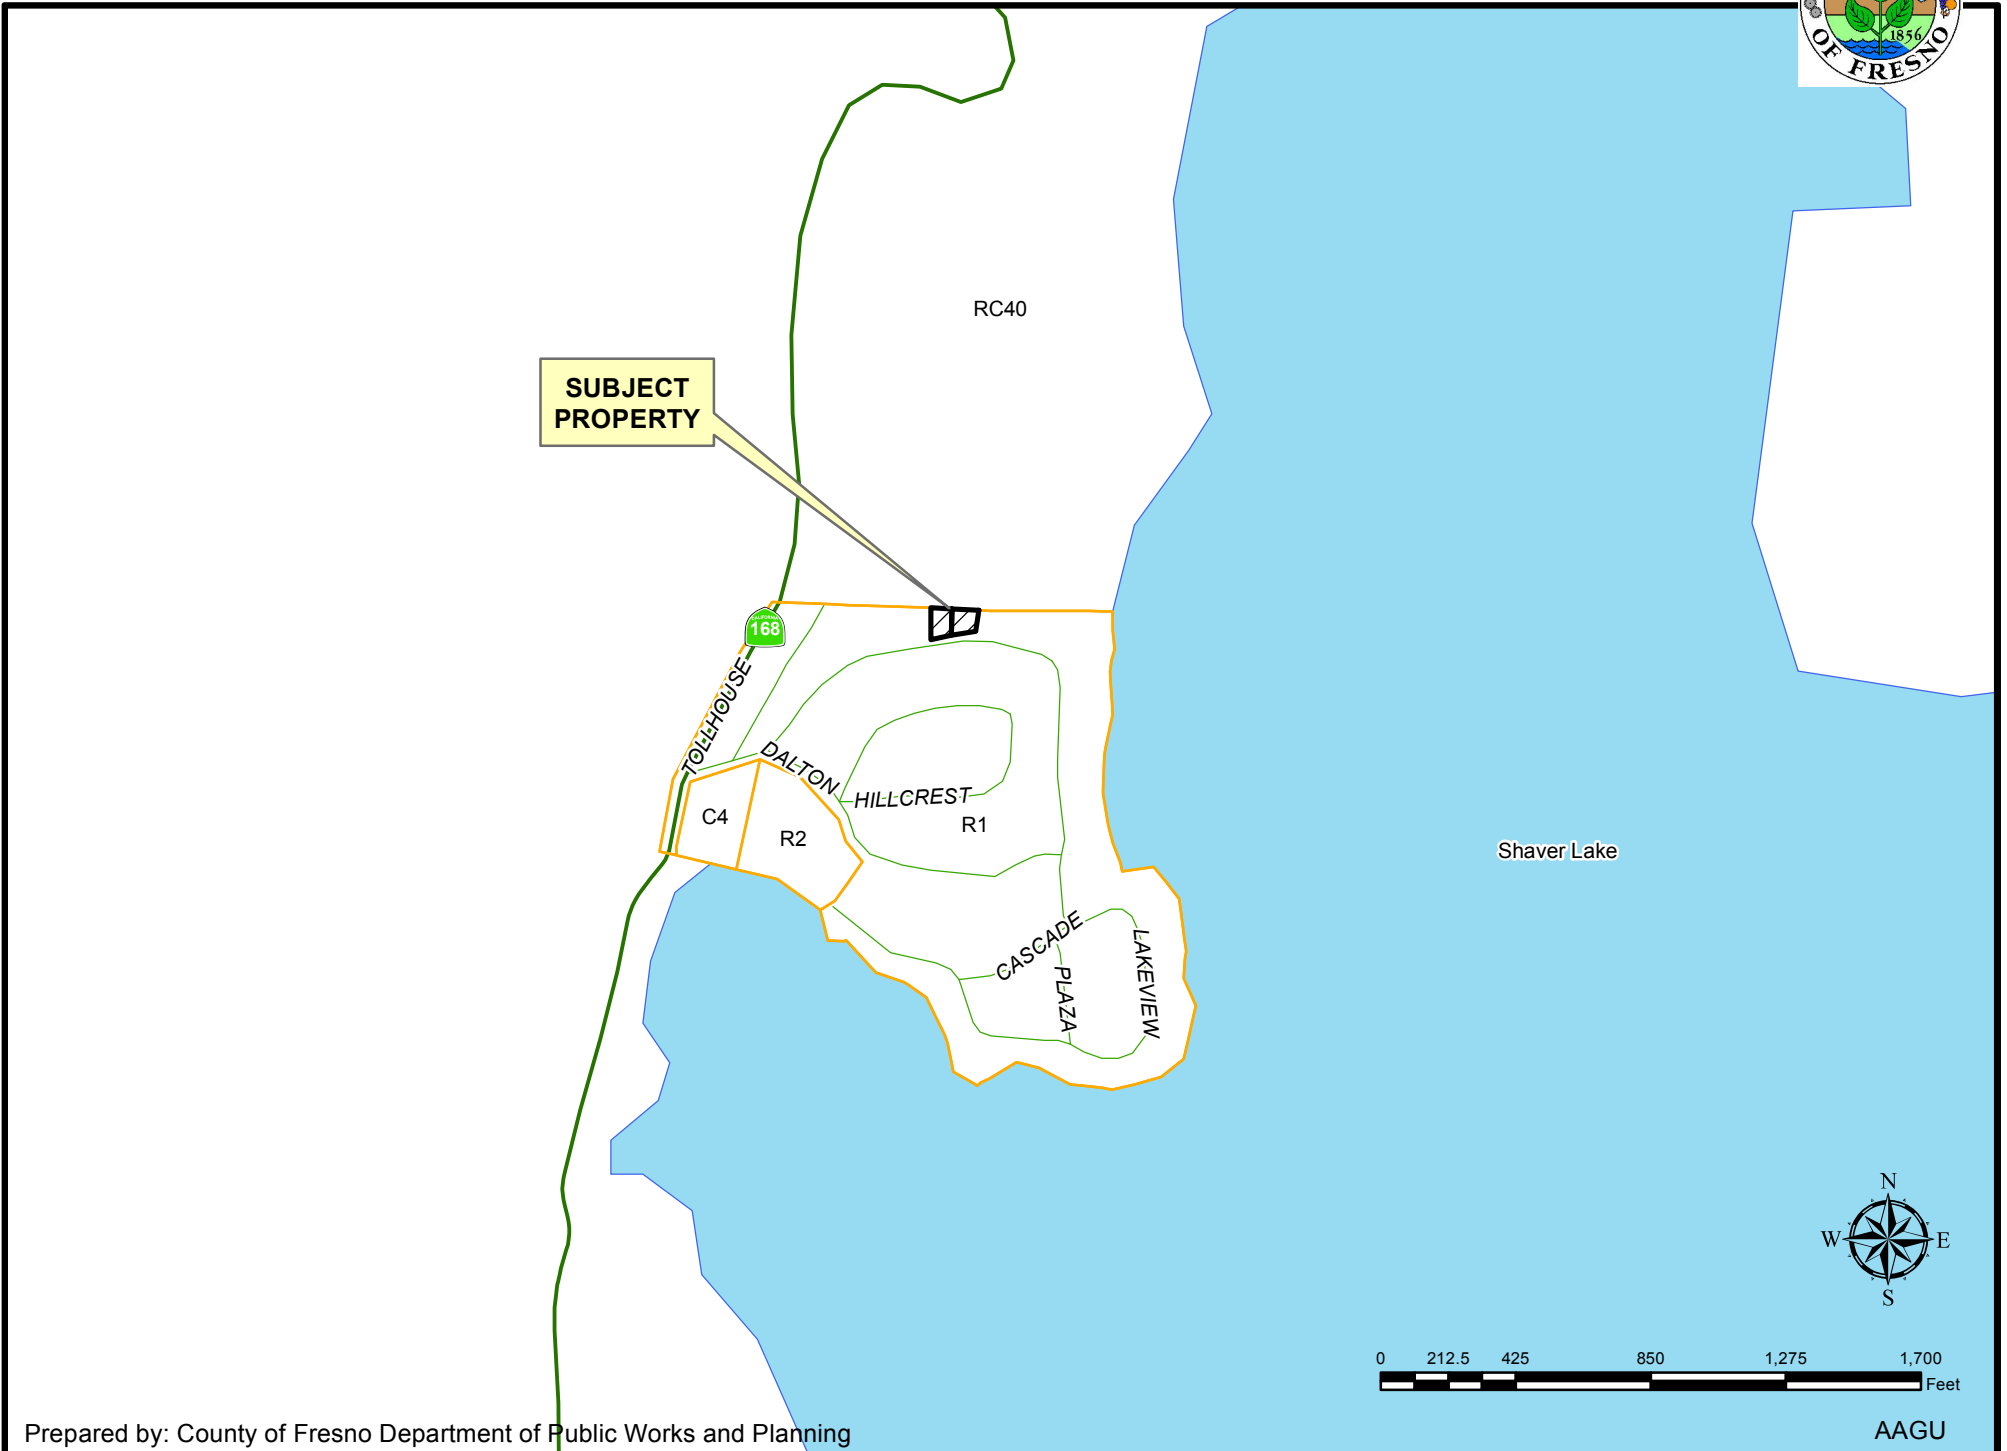 1856
OF FRESNO
RC40
SUBJECT
PROPERTY
CALIFORNIA
168
TOLLHOUSE
DALTON
HILLCREST
C4
R2
R1
Shaver Lake
CASCADE
PLAZA
LAKEVIEW
N
W
E
S
0 212.5 425 850 1,275 1,700
Feet
Prepared by: County of Fresno Department of Public Works and Planning
AAGU